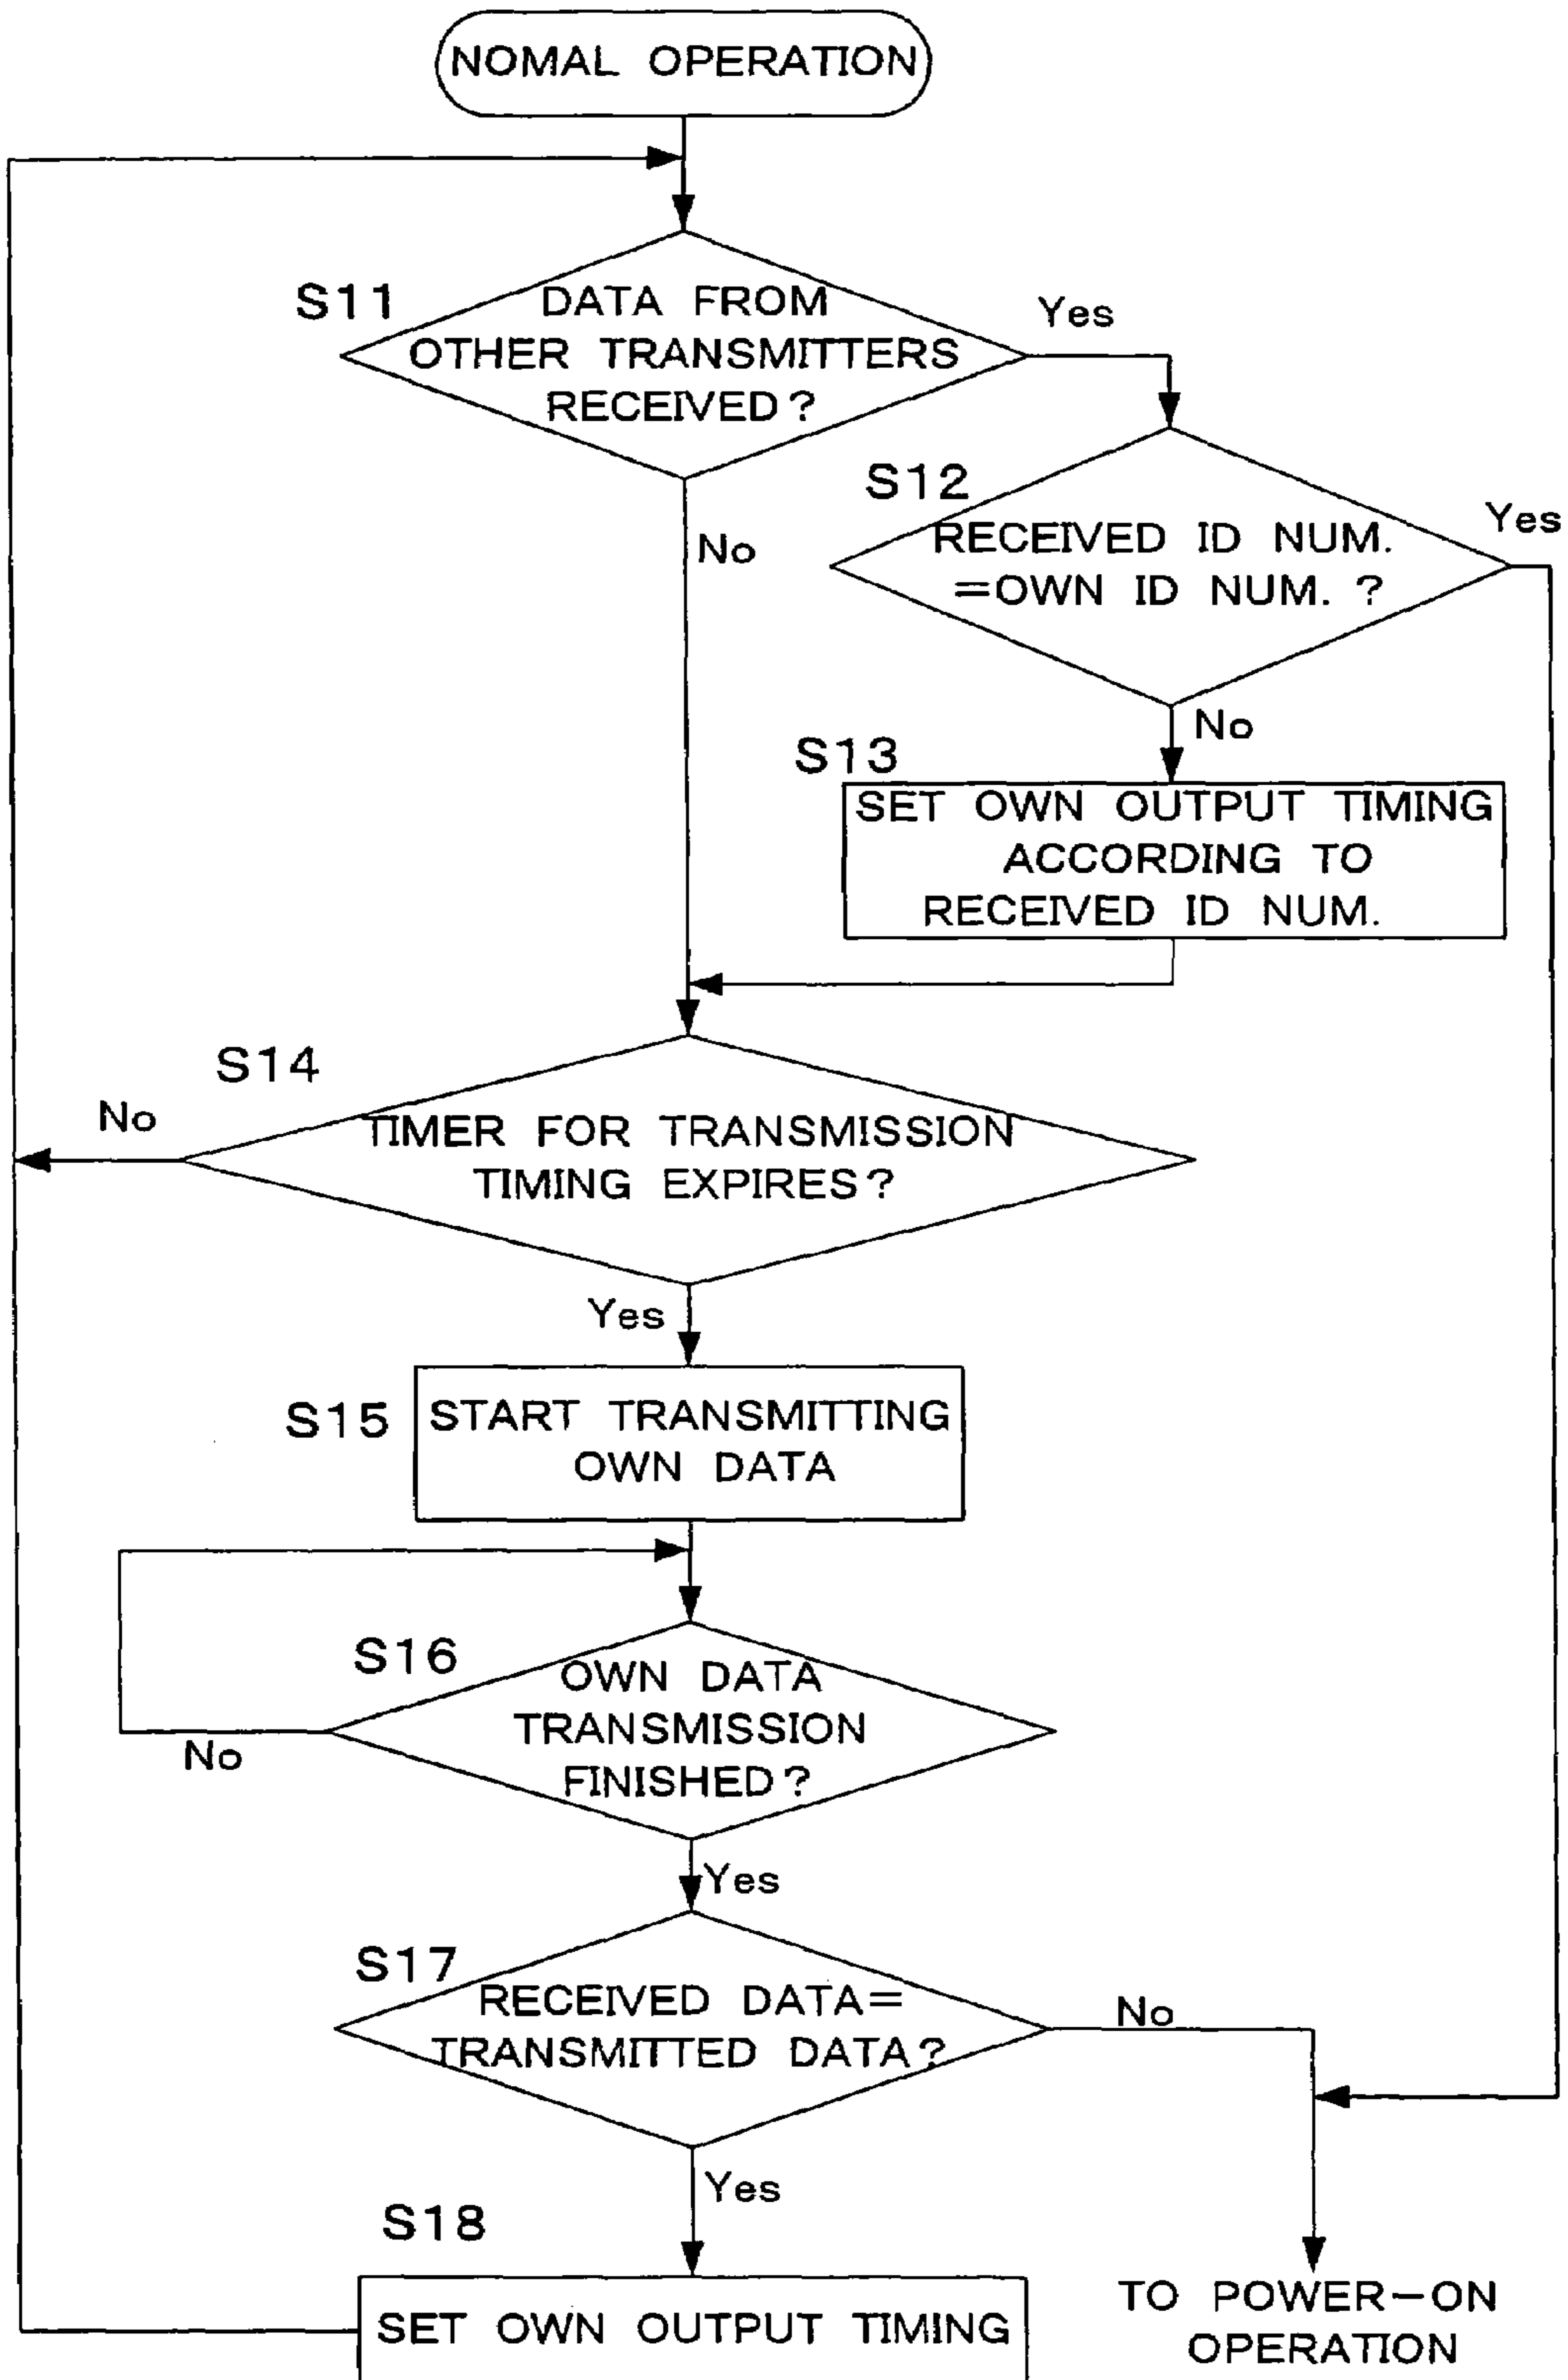 NOMAL OPERATION
S11
DATA FROM
OTHER TRANSMITTERS
RECEIVED?
Yes
No
S12
RECEIVED ID NUM.
=OWN ID NUM. ?
Yes
No
S13
SET OWN OUTPUT TIMING
ACCORDING TO
RECEIVED ID NUM.
S14
TIMER FOR TRANSMISSION
TIMING EXPIRES?
No
Yes
S15
START TRANSMITTING
OWN DATA
S16
OWN DATA
TRANSMISSION
FINISHED?
No
Yes
S17
RECEIVED DATA=
TRANSMITTED DATA?
No
Yes
S18
SET OWN OUTPUT TIMING
TO POWER-ON
OPERATION